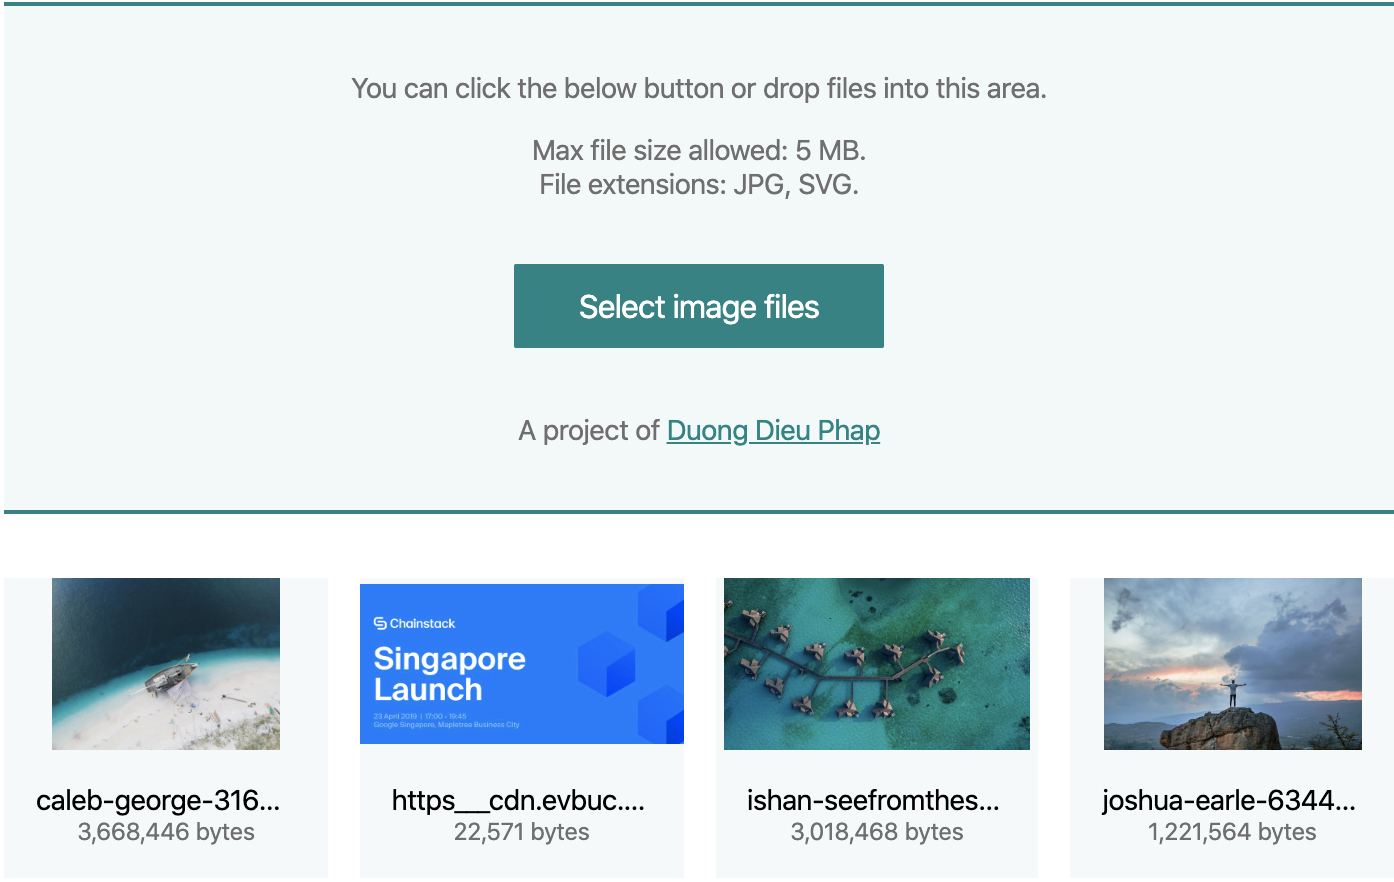 You can click the below button or drop files into this area.
Max file size allowed: 5 MB.
File extensions: JPG, SVG.
Select image files
A project of Duong Dieu Phap
Chainstack
Singapore
Launch
23 April 2019 | 17:00 - 19:45
Google Singapore, Mapletree Business City
caleb-george-316...
3,668,446 bytes
https___cdn.evbuc....
22,571 bytes
ishan-seefromthes...
3,018,468 bytes
joshua-earle-6344...
1,221,564 bytes